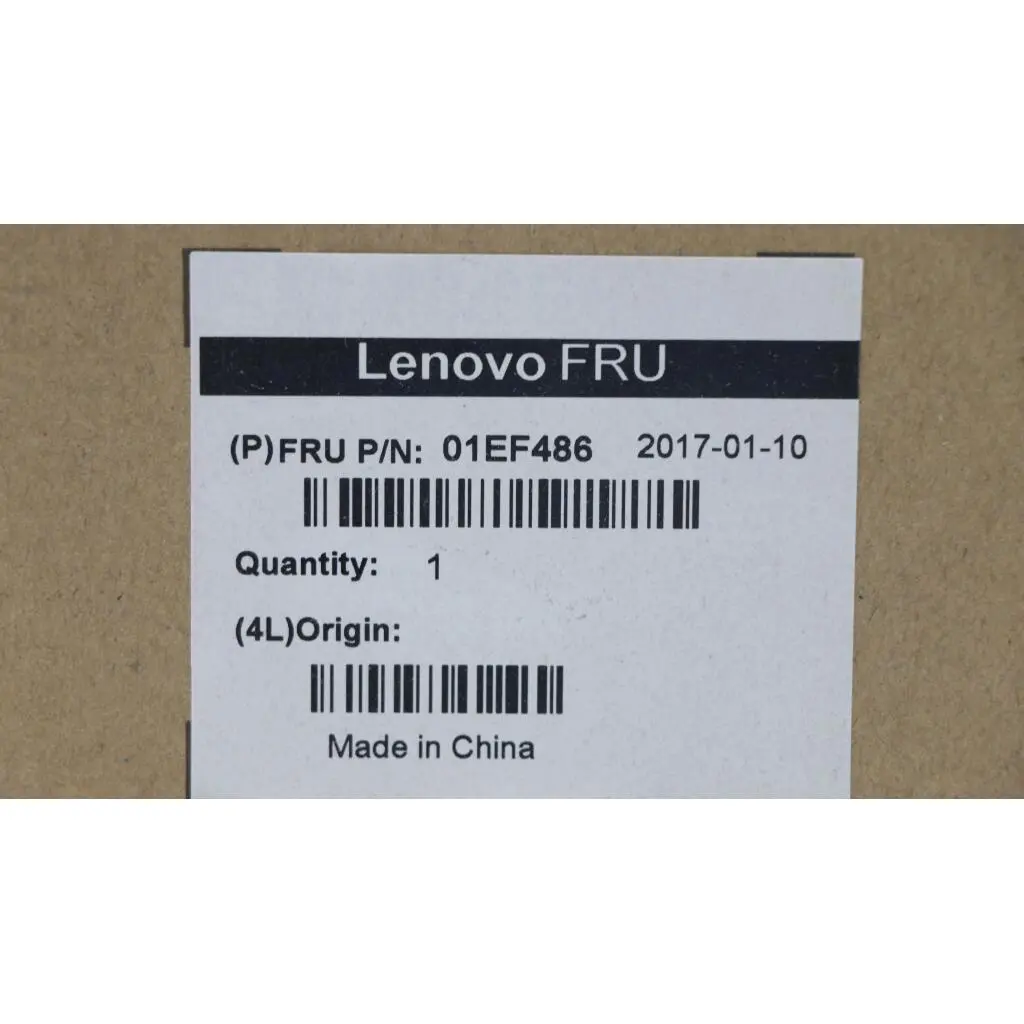 Lenovo FRU
(P)FRU P/N: 01EF486 2017-01-10
Quantity: 1
(4L)Origin:
Made in China